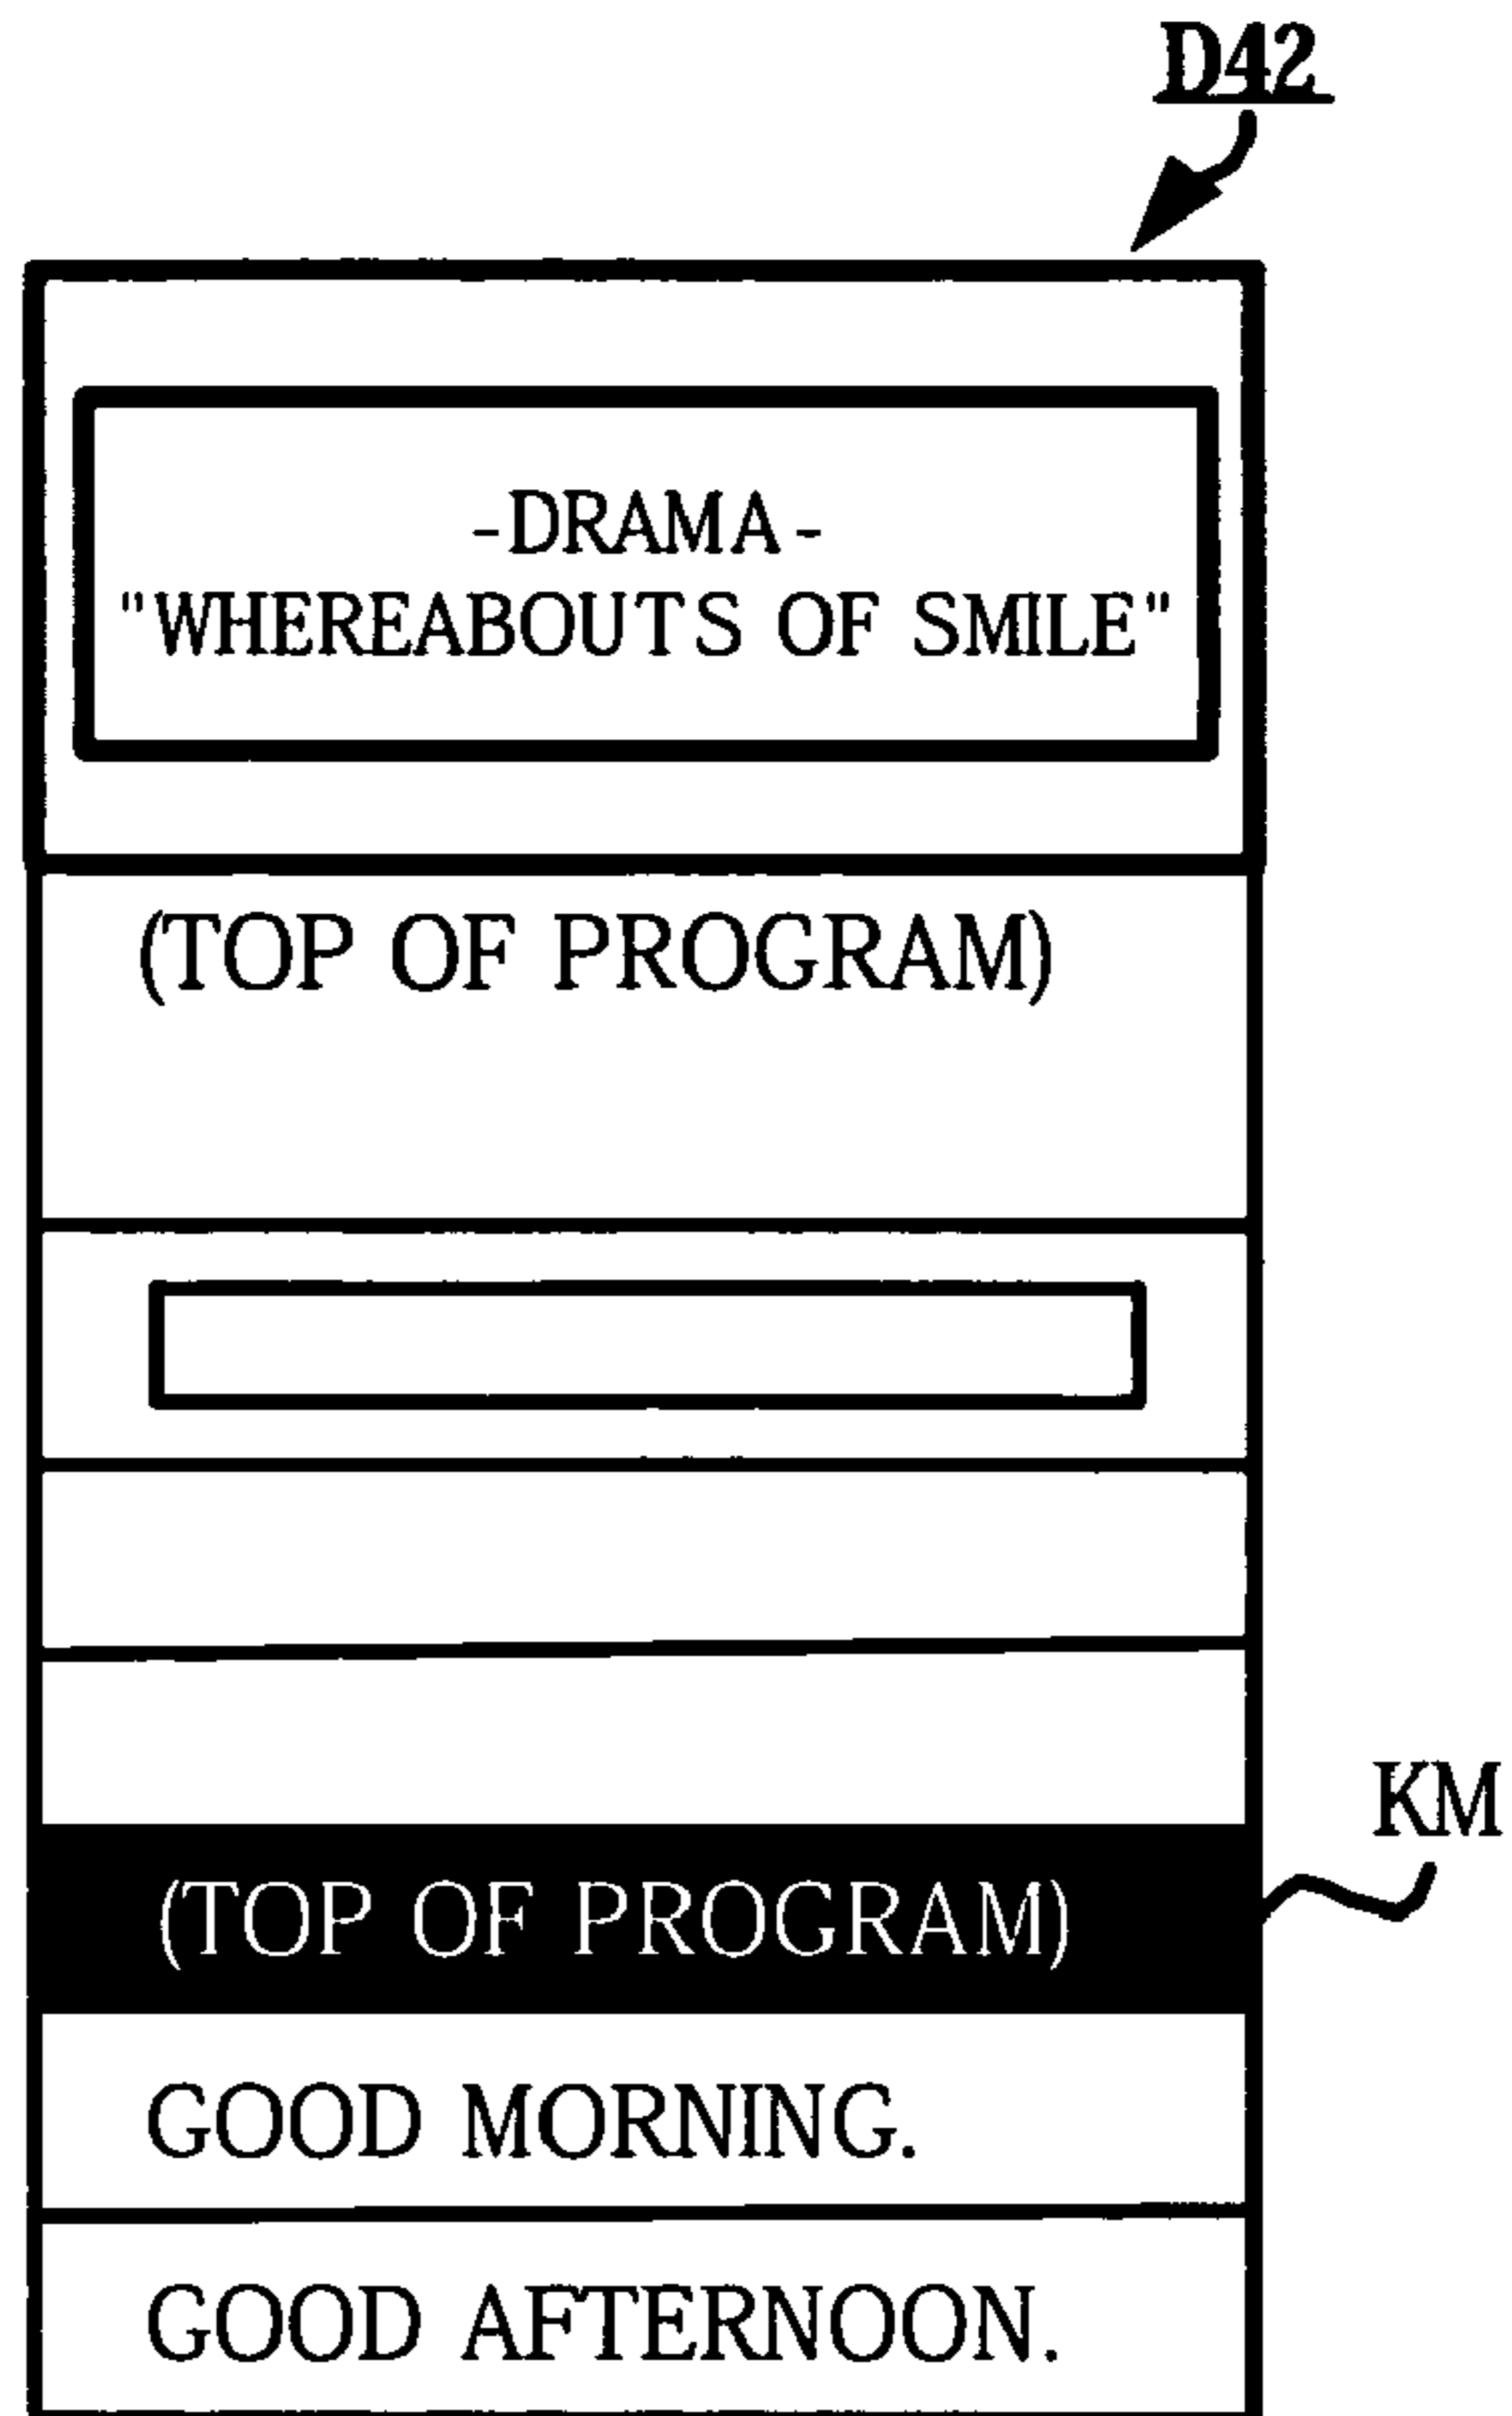 D42
-DRAMA-
"WHEREABOUTS OF SMILE"
(TOP OF PROGRAM)
KM
(TOP OF PROGRAM)
GOOD MORNING.
GOOD AFTERNOON.